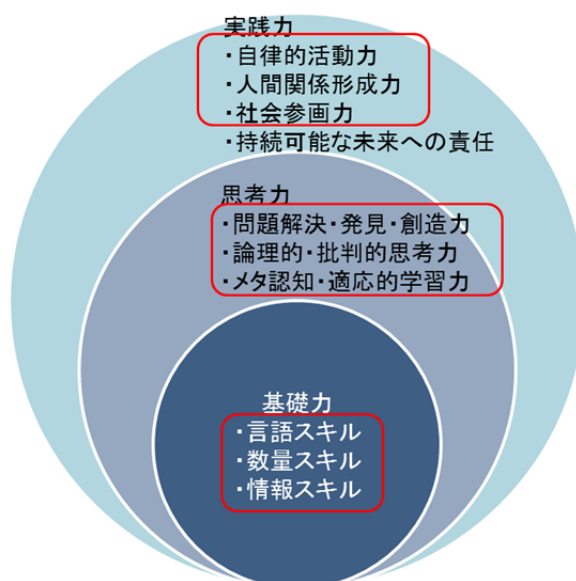 実践力
・自律的活動力
・人間関係形成力
・社会参画力
・持続可能な未来への責任
思考力
・問題解決・発見・創造力
・論理的・批判的思考力
・メタ認知・適応的学習力
基礎力
・言語スキル
・数量スキル
・情報スキル